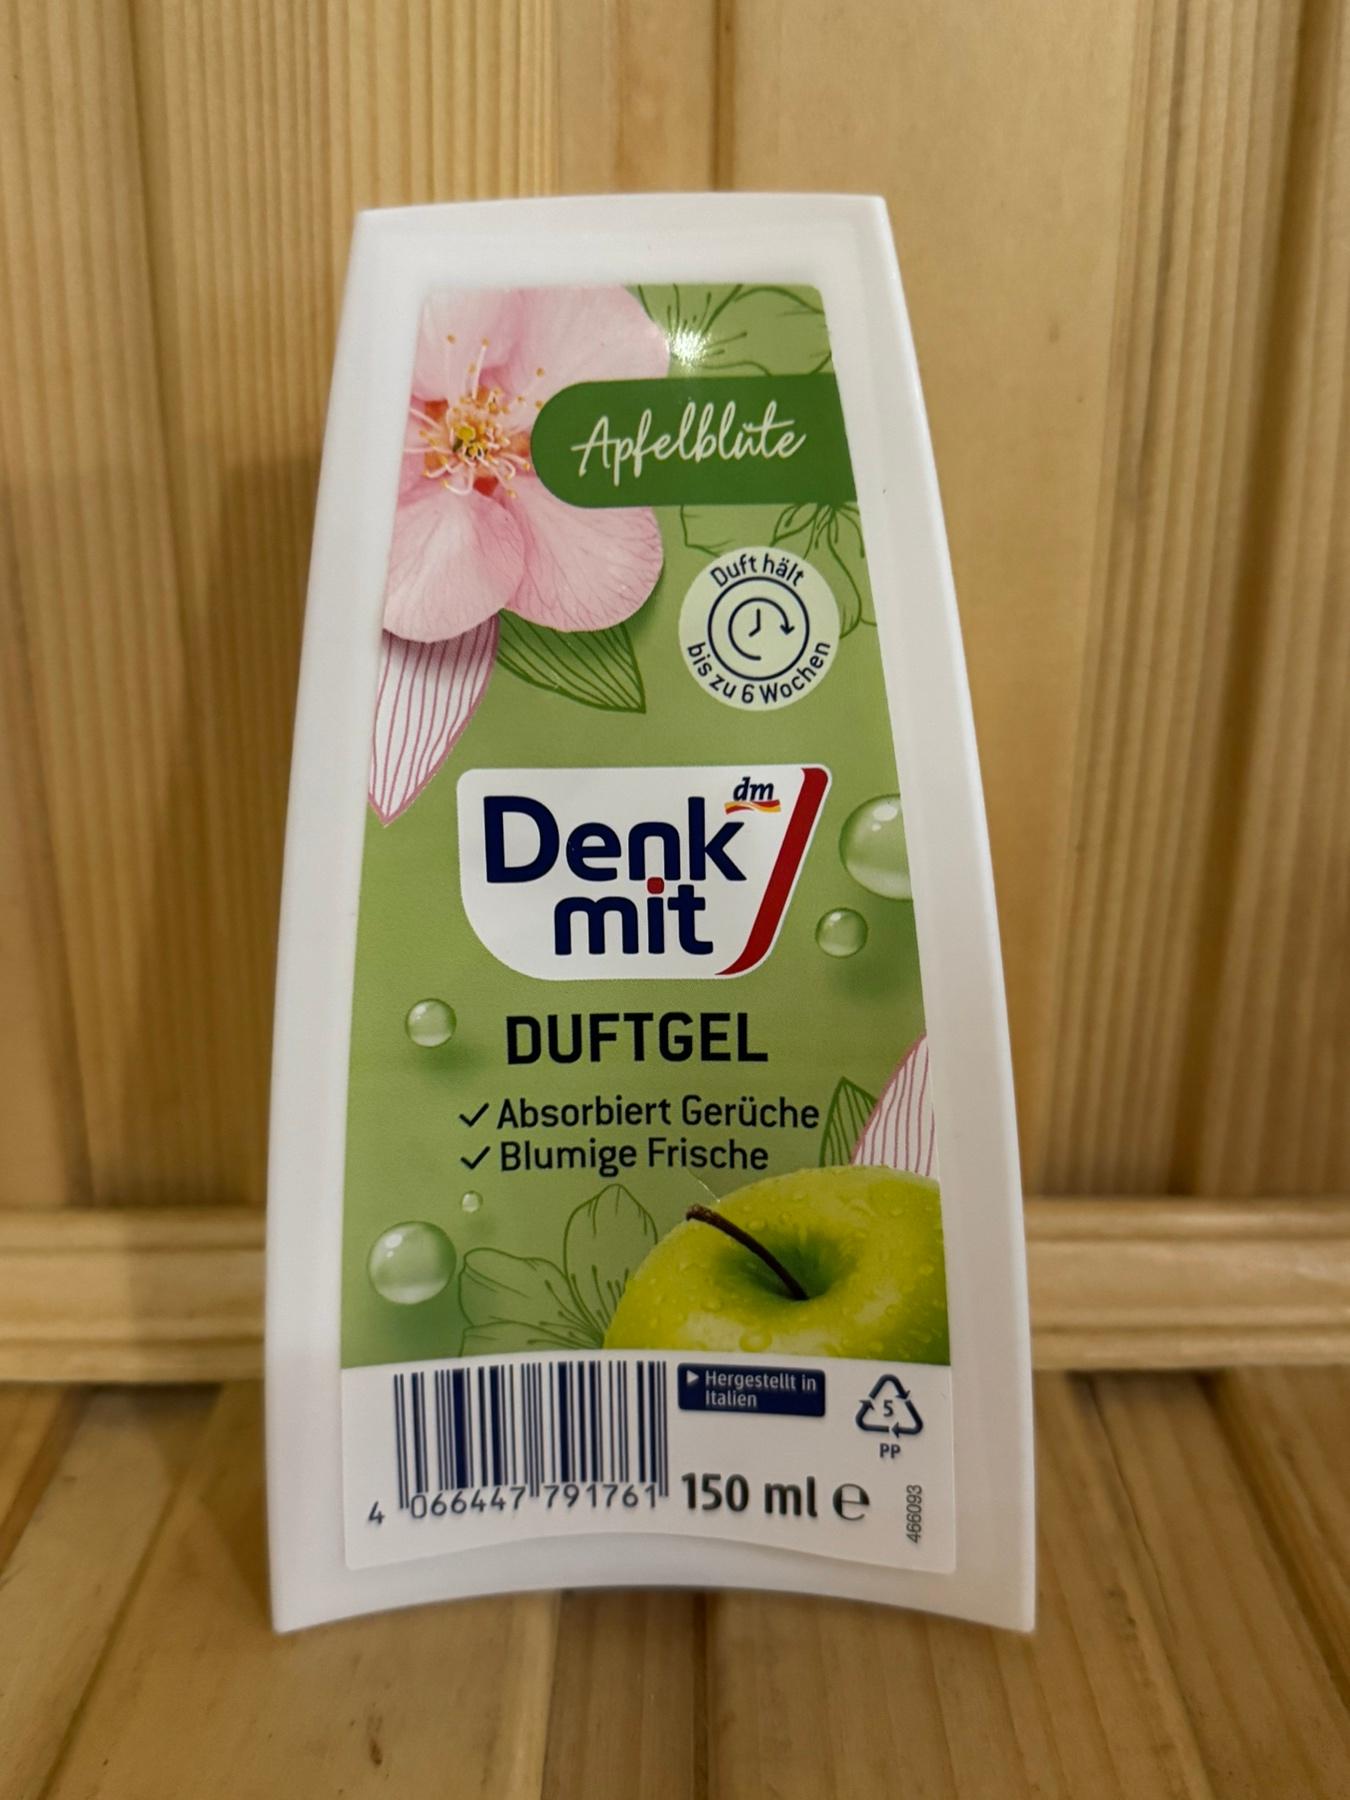 Apfelblüte
Duft hält
bis zu 6 Wochen
dm
Denk
mit
DUFTGEL
✓ Absorbiert Gerüche
✓ Blumige Frische
Hergestellt in
Italien
5
PP
4 066447 791761
150 ml ℮
466093